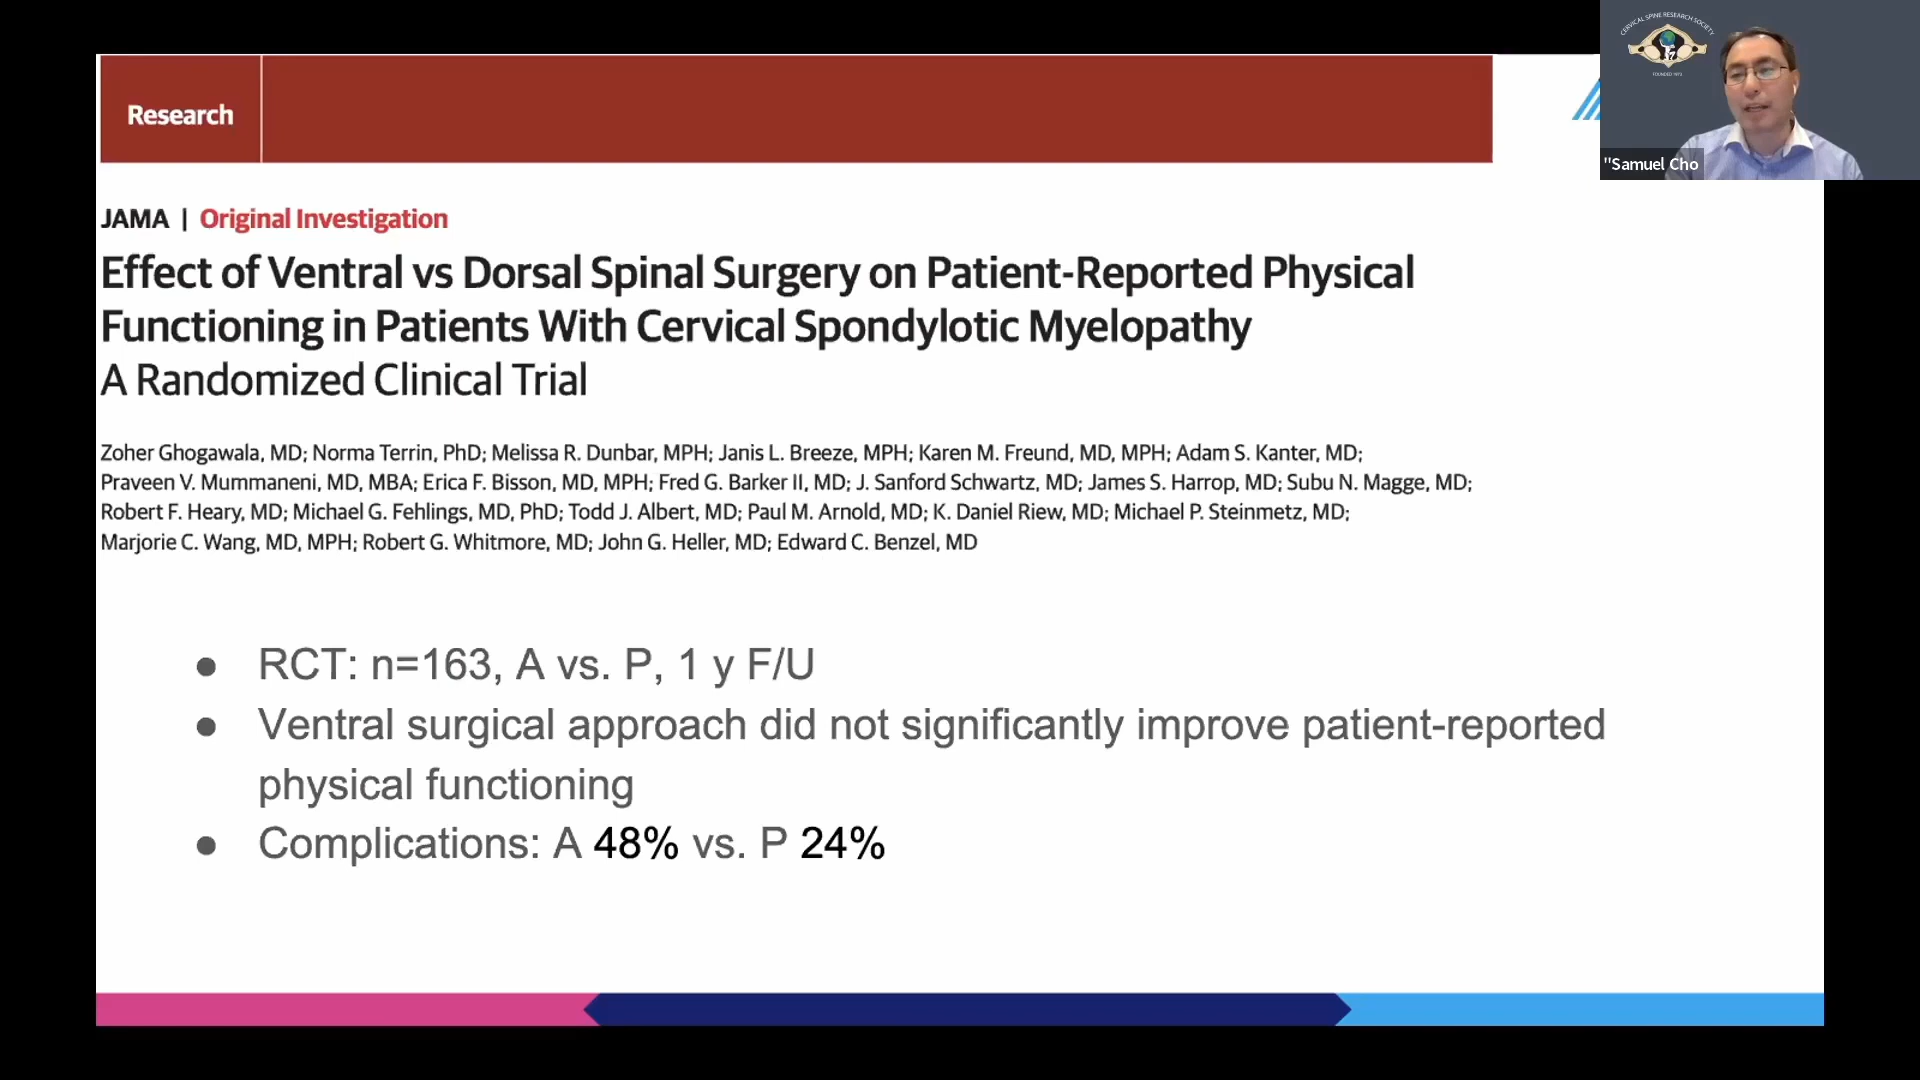 Research
JAMA | Original Investigation
Effect of Ventral vs Dorsal Spinal Surgery on Patient-Reported Physical
Functioning in Patients With Cervical Spondylotic Myelopathy
A Randomized Clinical Trial
Zoher Ghogawala, MD; Norma Terrin, PhD; Melissa R. Dunbar, MPH; Janis L. Breeze, MPH; Karen M. Freund, MD, MPH; Adam S. Kanter, MD;
Praveen V. Mummaneni, MD, MBA; Erica F. Bisson, MD, MPH; Fred G. Barker II, MD; J. Sanford Schwartz, MD; James S. Harrop, MD; Subu N. Magge, MD;
Robert F. Heary, MD; Michael G. Fehlings, MD, PhD; Todd J. Albert, MD; Paul M. Arnold, MD; K. Daniel Riew, MD; Michael P. Steinmetz, MD;
Marjorie C. Wang, MD, MPH; Robert G. Whitmore, MD; John G. Heller, MD; Edward C. Benzel, MD
● RCT: n=163, A vs. P, 1 y F/U
● Ventral surgical approach did not significantly improve patient-reported
physical functioning
● Complications: A 48% vs. P 24%
CERVICAL SPINE RESEARCH SOCIETY
"Samuel Cho